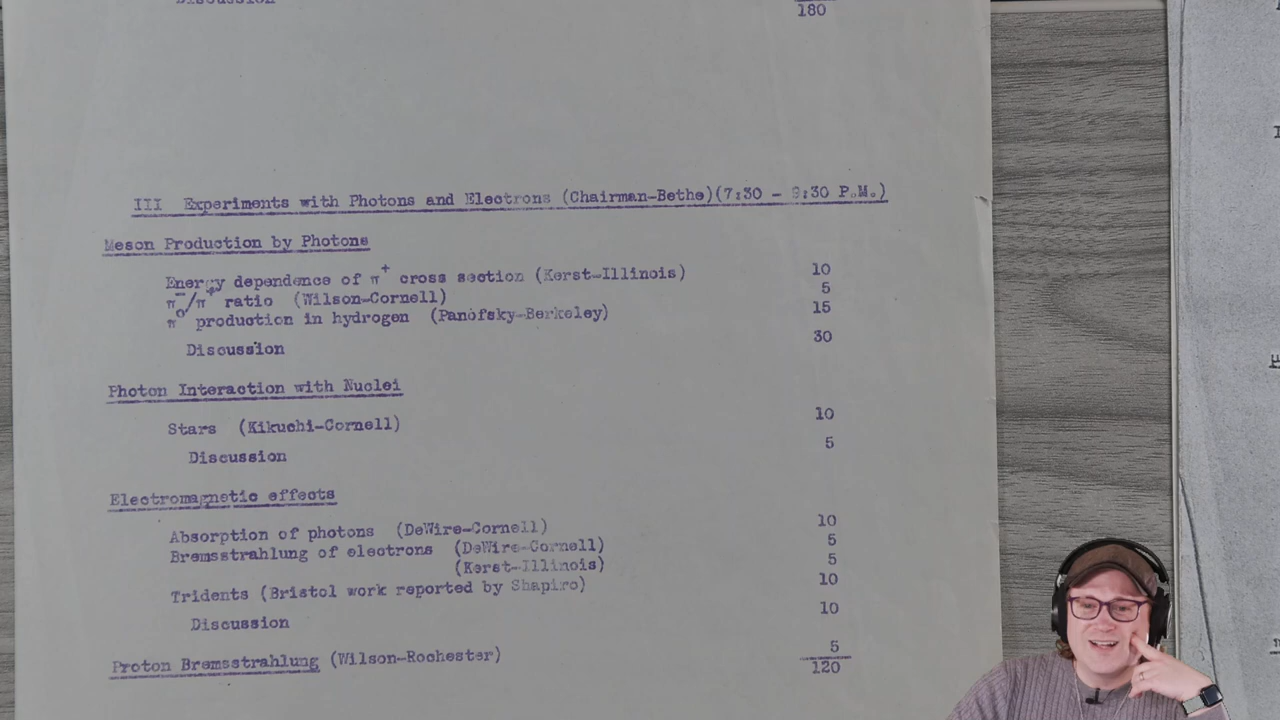 Discussion
180
III Experiments with Photons and Electrons (Chairman-Bethe)(7:30 - 9:30 P.M.)
Meson Production by Photons
Energy dependence of π+ cross section (Kerst-Illinois) 10
π-/π+ ratio (Wilson-Cornell) 5
πo production in hydrogen (Panofsky-Berkeley) 15
Discussion 30
Photon Interaction with Nuclei
Stars (Kikuchi-Cornell) 10
Discussion 5
Electromagnetic effects
Absorption of photons (DeWire-Cornell) 10
Bremsstrahlung of electrons (DeWire-Cornell) 5
(Kerst-Illinois) 5
Tridents (Bristol work reported by Shapiro) 10
Discussion 10
Proton Bremsstrahlung (Wilson-Rochester) 5
120